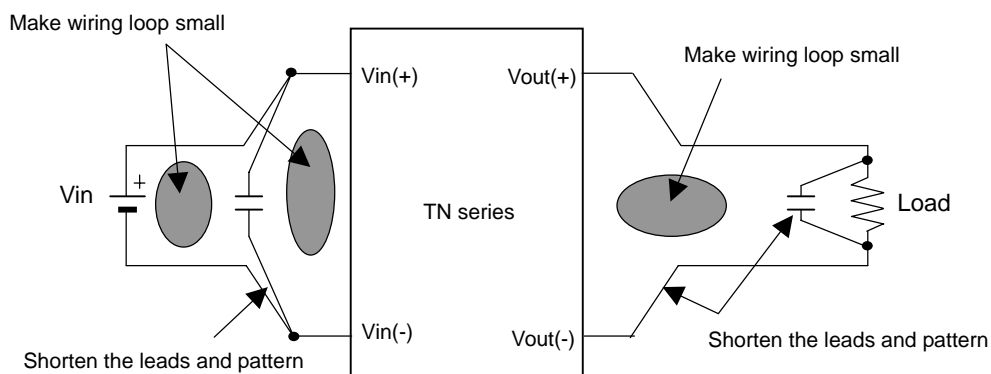 Make wiring loop small
Make wiring loop small
Vin(+)
Vout(+)
Vin
+
TN series
Load
Vin(-)
Vout(-)
Shorten the leads and pattern
Shorten the leads and pattern